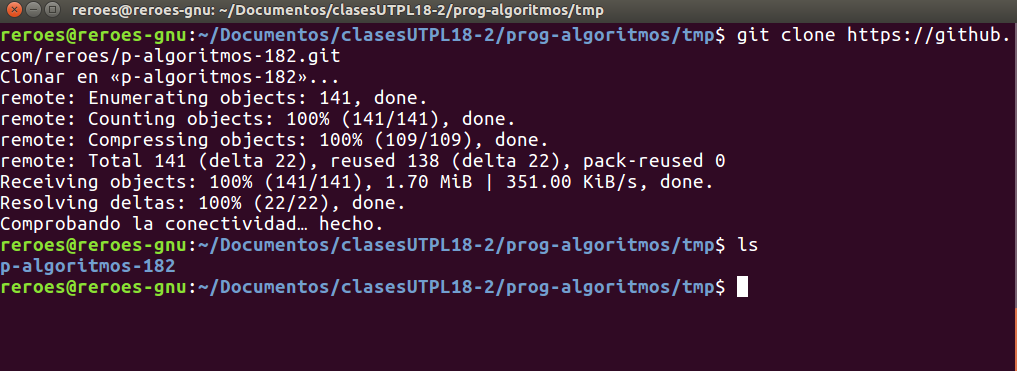 reroes@reroes-gnu: ~/Documentos/clasesUTPL18-2/prog-algoritmos/tmp
reroes@reroes-gnu:~/Documentos/clasesUTPL18-2/prog-algoritmos/tmp$ git clone https://github.
com/reroes/p-algoritmos-182.git
Clonar en «p-algoritmos-182»...
remote: Enumerating objects: 141, done.
remote: Counting objects: 100% (141/141), done.
remote: Compressing objects: 100% (109/109), done.
remote: Total 141 (delta 22), reused 138 (delta 22), pack-reused 0
Receiving objects: 100% (141/141), 1.70 MiB | 351.00 KiB/s, done.
Resolving deltas: 100% (22/22), done.
Comprobando la conectividad… hecho.
reroes@reroes-gnu:~/Documentos/clasesUTPL18-2/prog-algoritmos/tmp$ ls
p-algoritmos-182
reroes@reroes-gnu:~/Documentos/clasesUTPL18-2/prog-algoritmos/tmp$